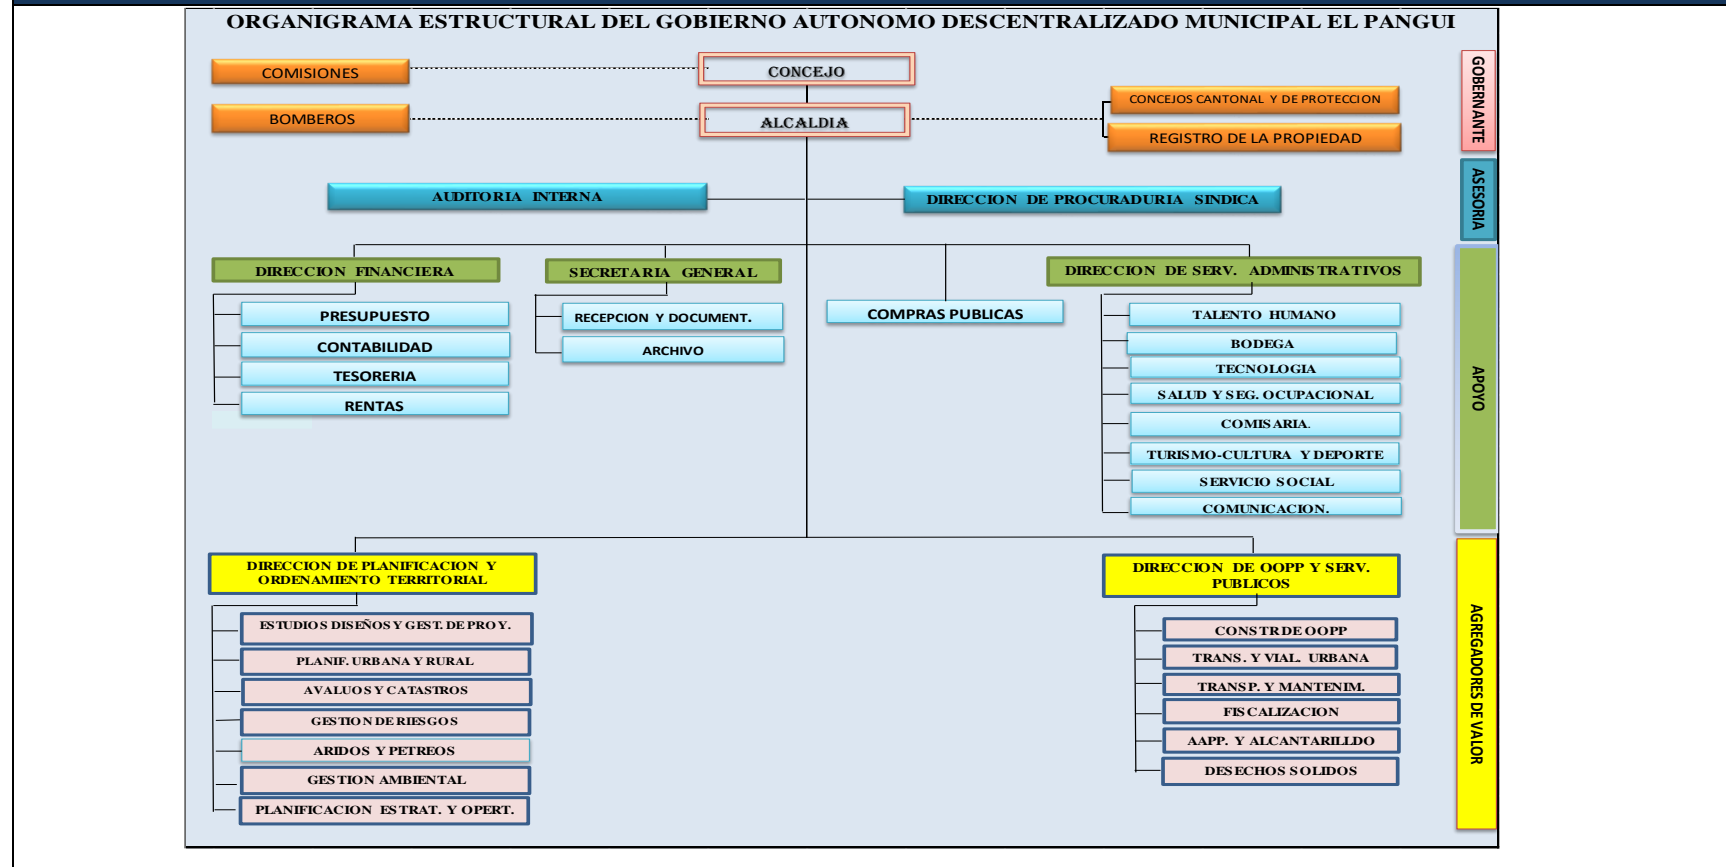 ORGANIGRAMA ESTRUCTURAL DEL GOBIERNO AUTONOMO DESCENTRALIZADO MUNICIPAL EL PANGUI
COMISIONES
CONCEJO
BOMBEROS
ALCALDIA
CONCEJOS CANTONAL Y DE PROTECCION
REGISTRO DE LA PROPIEDAD
GOBERNANTE
AUDITORIA INTERNA
DIRECCION DE PROCURADURIA SINDICA
ASESORIA
DIRECCION FINANCIERA
PRESUPUESTO
CONTABILIDAD
TESORERIA
RENTAS
SECRETARIA GENERAL
RECEPCION Y DOCUMENT.
ARCHIVO
COMPRAS PUBLICAS
DIRECCION DE SERV. ADMINISTRATIVOS
TALENTO HUMANO
BODEGA
TECNOLOGIA
SALUD Y SEG. OCUPACIONAL
COMISARIA.
TURISMO-CULTURA Y DEPORTE
SERVICIO SOCIAL
COMUNICACION.
APOYO
DIRECCION DE PLANIFICACION Y
ORDENAMIENTO TERRITORIAL
ESTUDIOS DISEÑOS Y GEST. DE PROY.
PLANIF. URBANA Y RURAL
AVALUOS Y CATASTROS
GESTION DE RIESGOS
ARIDOS Y PETREOS
GESTION AMBIENTAL
PLANIFICACION ESTRAT. Y OPERT.
DIRECCION DE OOPP Y SERV.
PUBLICOS
CONSTR DE OOPP
TRANS. Y VIAL. URBANA
TRANSP. Y MANTENIM.
FISCALIZACION
AAPP. Y ALCANTARILLDO
DESECHOS SOLIDOS
AGREGADORES DE VALOR